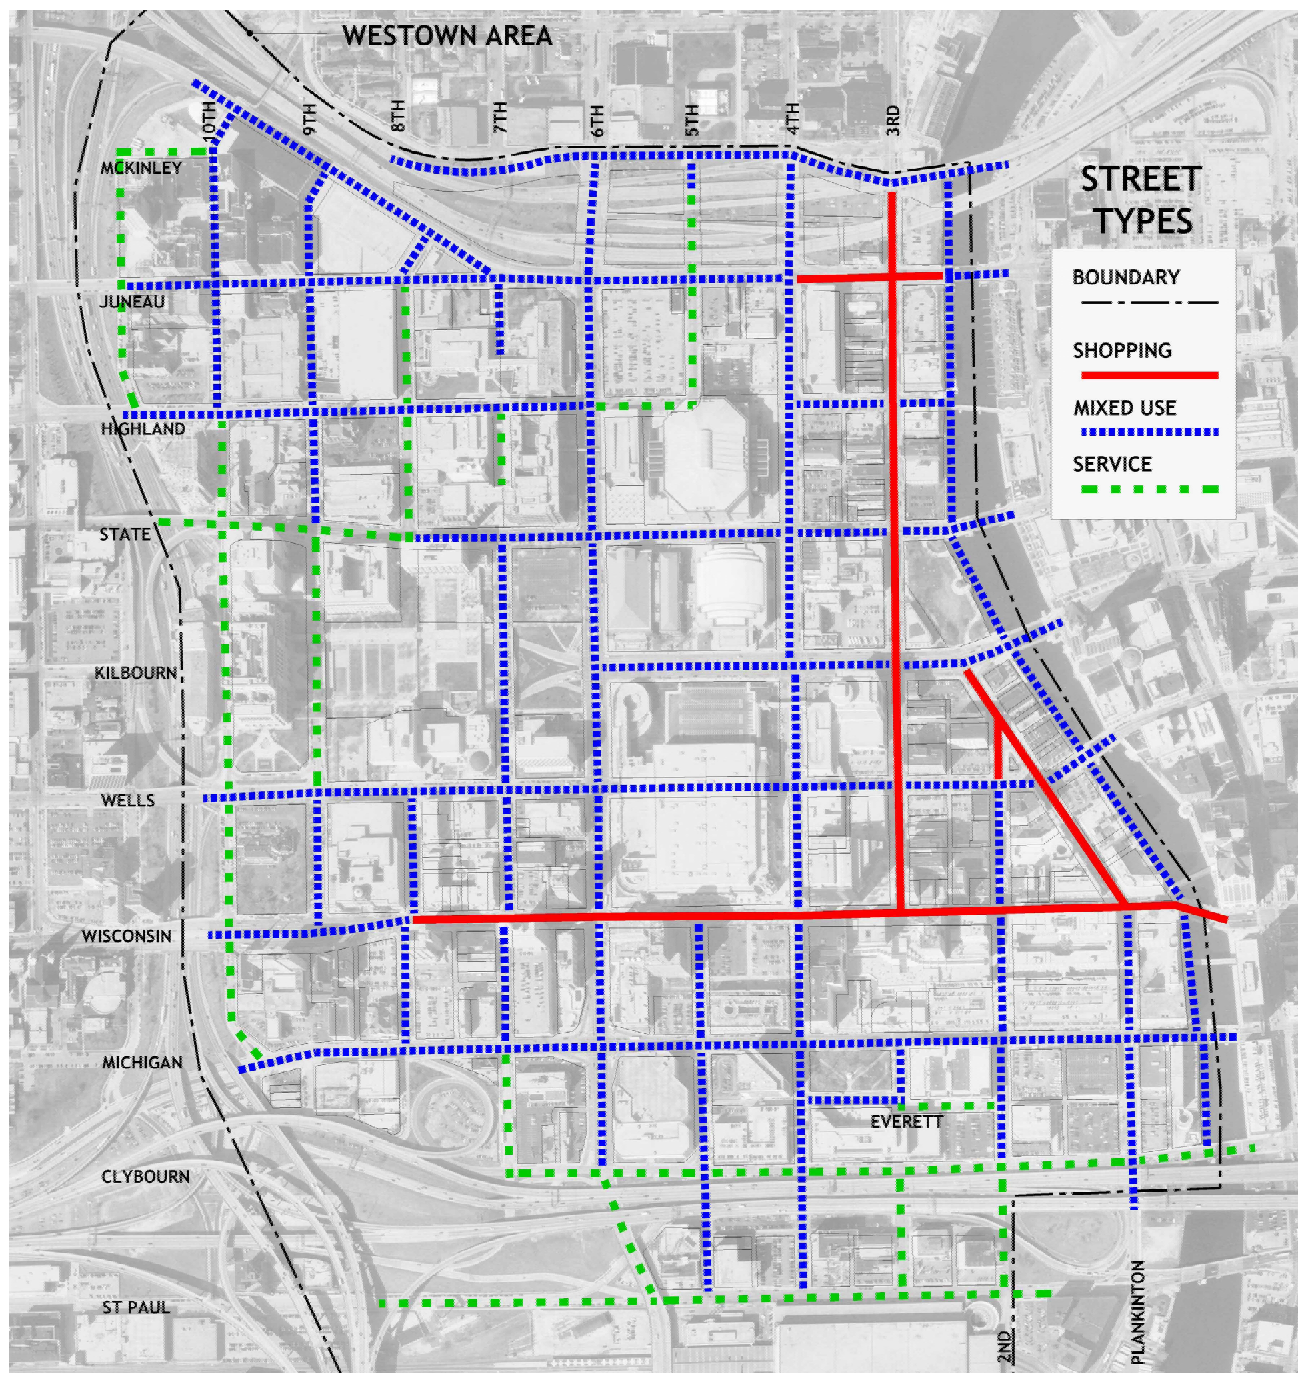 WESTOWN AREA
10TH
9TH
8TH
7TH
6TH
5TH
4TH
3RD
MCKINLEY
STREET
TYPES
BOUNDARY
JUNEAU
SHOPPING
MIXED USE
HIGHLAND
SERVICE
STATE
KILBOURN
WELLS
WISCONSIN
MICHIGAN
EVERETT
CLYBOURN
ST PAUL
2ND
PLANKINTON